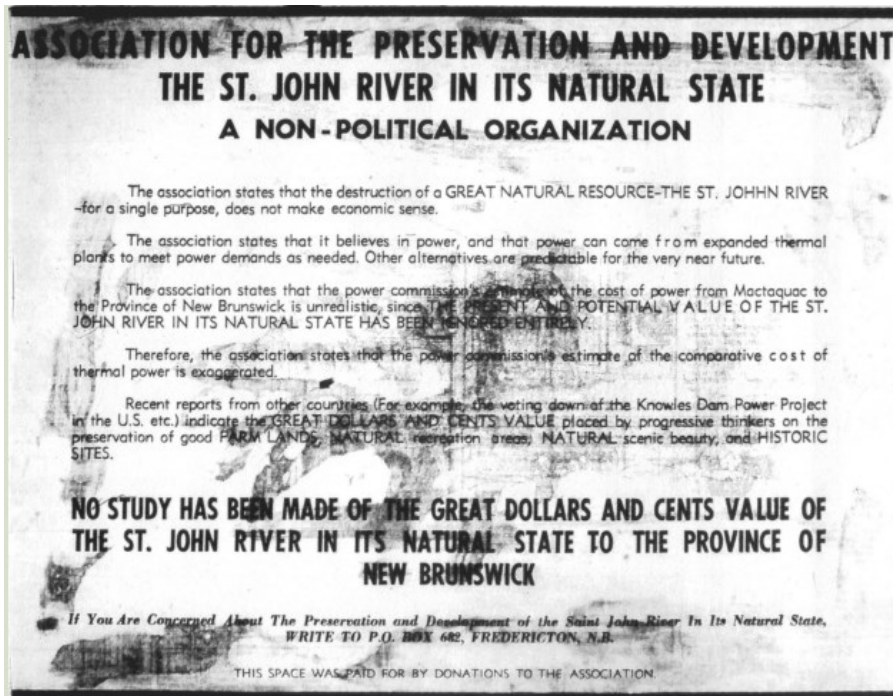 ASSOCIATION FOR THE PRESERVATION AND DEVELOPMENT
THE ST. JOHN RIVER IN ITS NATURAL STATE
A NON-POLITICAL ORGANIZATION
The association states that the destruction of a GREAT NATURAL RESOURCE-THE ST. JOHHN RIVER
-for a single purpose, does not make economic sense.
The association states that it believes in power, and that power can come from expanded thermal
plants to meet power demands as needed. Other alternatives are predictable for the very near future.
The association states that the power commission's estimate of the cost of power from Mactaquac to
the Province of New Brunswick is unrealistic, since THE PRESENT AND POTENTIAL VALUE OF THE ST.
JOHN RIVER IN ITS NATURAL STATE HAS BEEN IGNORED ENTIRELY.
Therefore, the association states that the power commission's estimate of the comparative cost of
thermal power is exaggerated.
Recent reports from other countries (For example, the voting down of the Knowles Dam Power Project
in the U.S. etc.) indicate the GREAT DOLLARS AND CENTS VALUE placed by progressive thinkers on the
preservation of good FARM LANDS, NATURAL recreation areas, NATURAL scenic beauty, and HISTORIC
SITES.
NO STUDY HAS BEEN MADE OF THE GREAT DOLLARS AND CENTS VALUE OF
THE ST. JOHN RIVER IN ITS NATURAL STATE TO THE PROVINCE OF
NEW BRUNSWICK
If You Are Concerned About The Preservation and Development of the Saint John River In Its Natural State,
WRITE TO P.O. BOX 682, FREDERICTON, N.B.
THIS SPACE WAS PAID FOR BY DONATIONS TO THE ASSOCIATION.